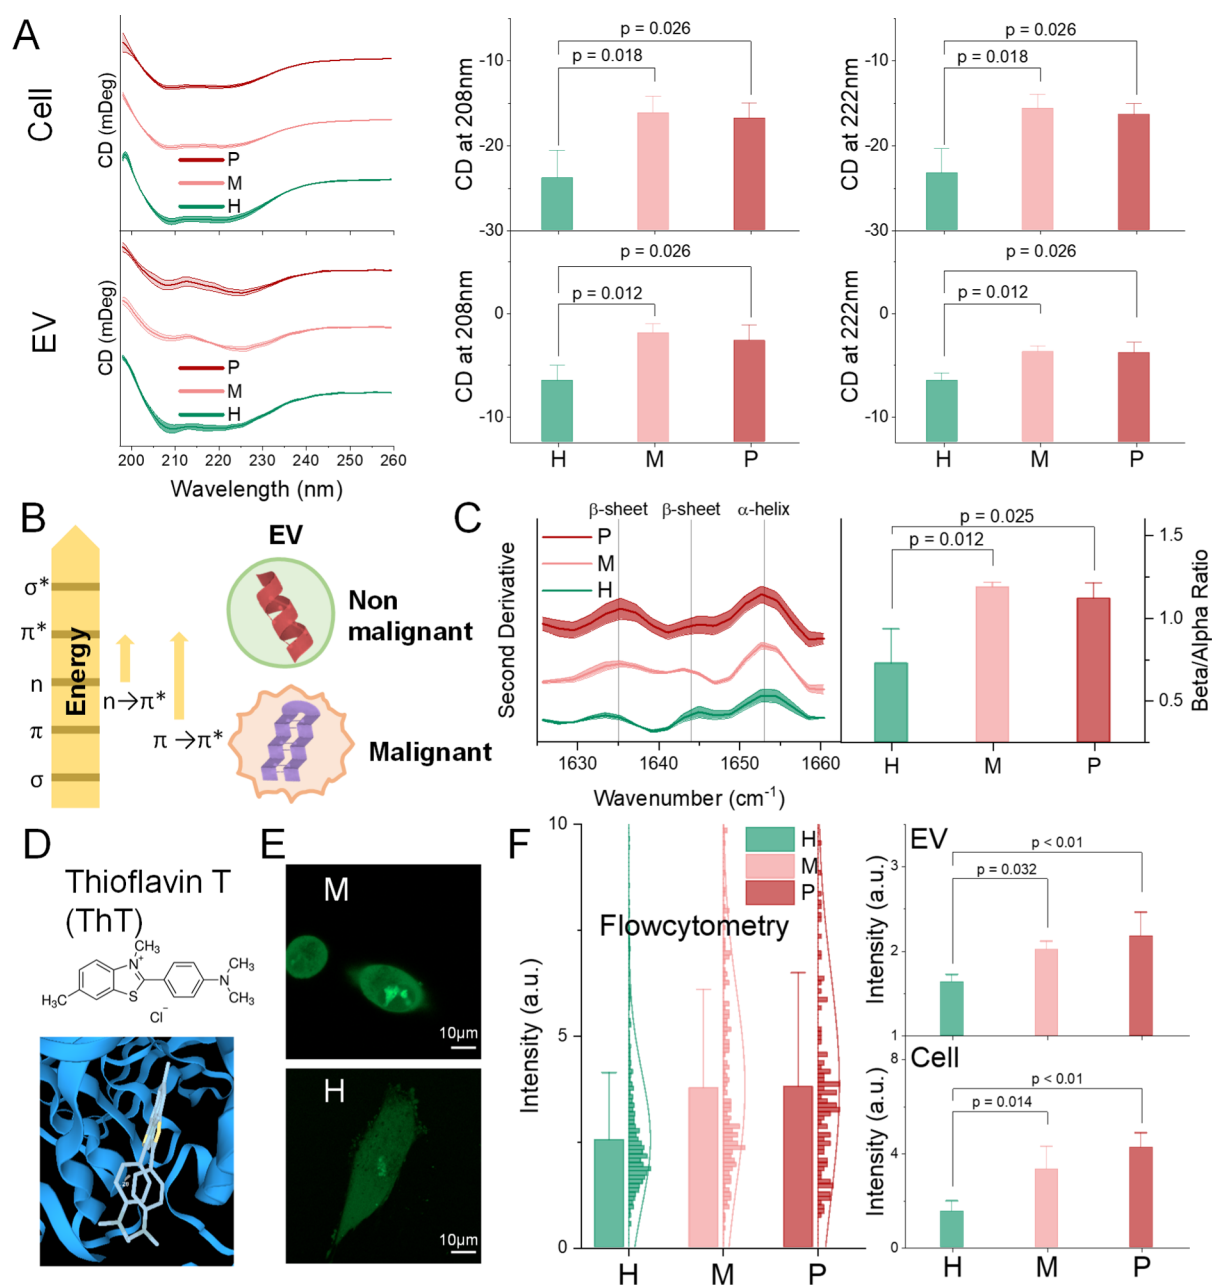 A
Cell
CD (mDeg)
P
M
H
CD at 208nm
-20
-30
p = 0.026
p = 0.018
CD at 222nm
-20
-30
p = 0.026
p = 0.018
EV
CD (mDeg)
P
M
H
200 210 220 230 240 250 260
Wavelength (nm)
CD at 208nm
0
-10
p = 0.026
p = 0.012
H M P
CD at 222nm
0
-10
p = 0.026
p = 0.012
H M P
B
Energy
σ*
π*
n
π
σ
n→π*
π →π*
EV
Non
malignant
Malignant
C
β-sheet β-sheet α-helix
P
M
H
Second Derivative
1630 1640 1650 1660
Wavenumber (cm⁻¹)
p = 0.025
p = 0.012
1.5
1.0
0.5
Beta/Alpha Ratio
H M P
D
Thioflavin T
(ThT)
CH₃
N⁺
S
H₃C
N
CH₃
CH₃
Cl⁻
E
M
10μm
H
10μm
F
10
5
0
Intensity (a.u.)
H
M
P
Flowcytometry
H M P
EV
3
2
1
Intensity (a.u.)
p < 0.01
p = 0.032
Cell
8
4
0
Intensity (a.u.)
p < 0.01
p = 0.014
H M P